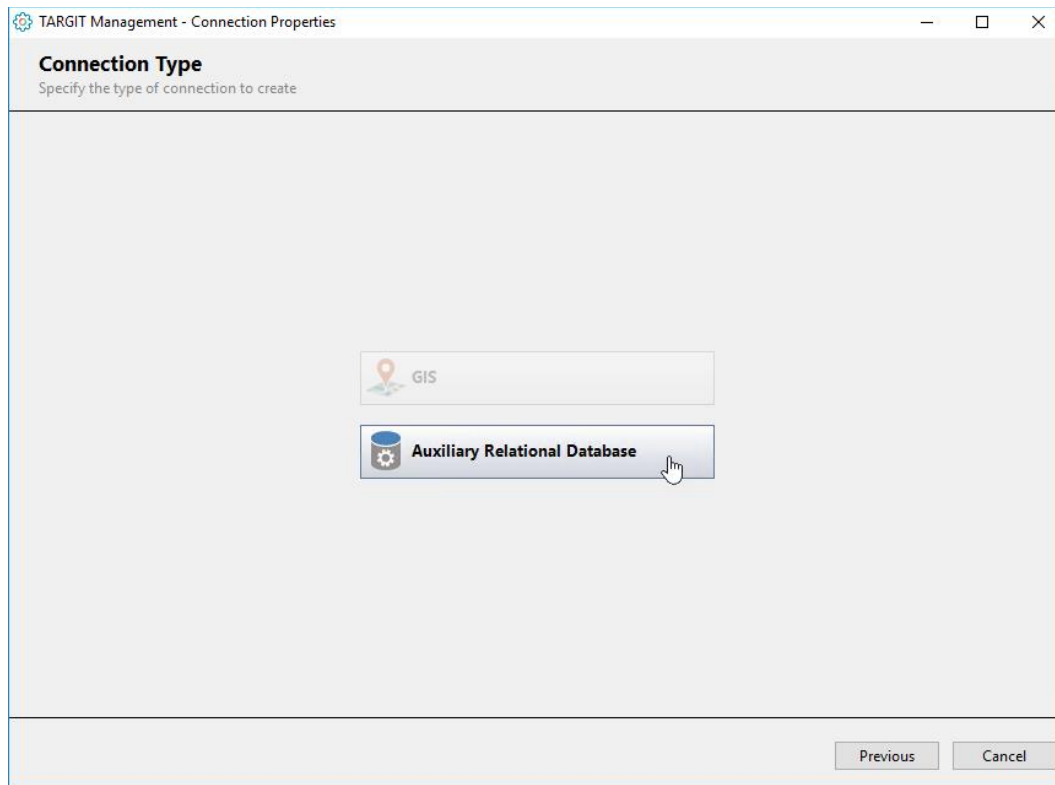 TARGIT Management - Connection Properties
Connection Type
Specify the type of connection to create
GIS
Auxiliary Relational Database
Previous
Cancel